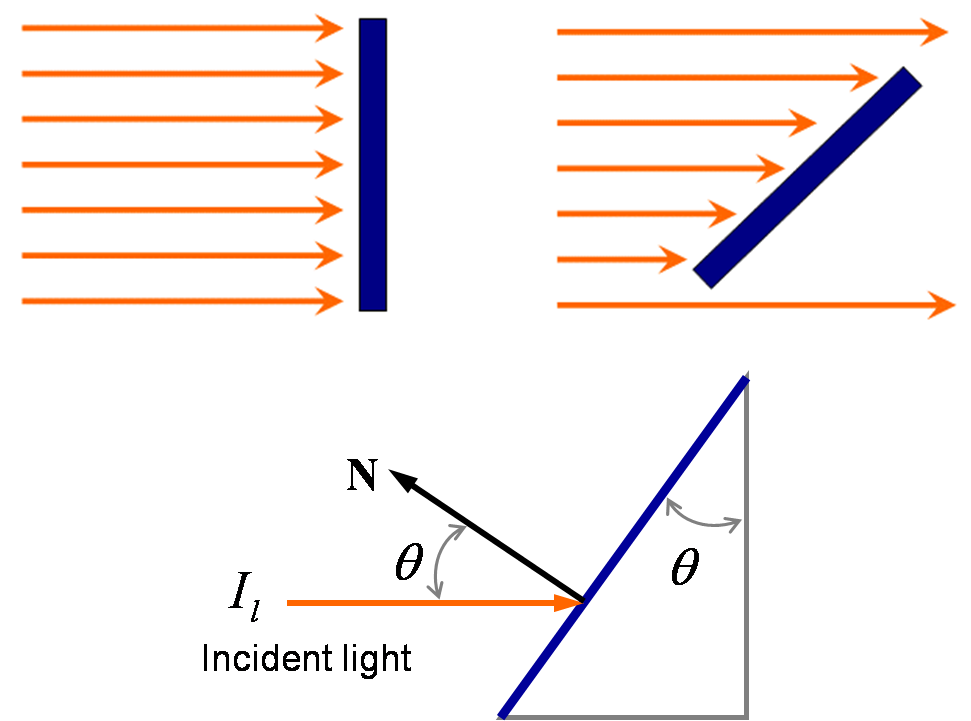 N
θ
θ
I_l
Incident light